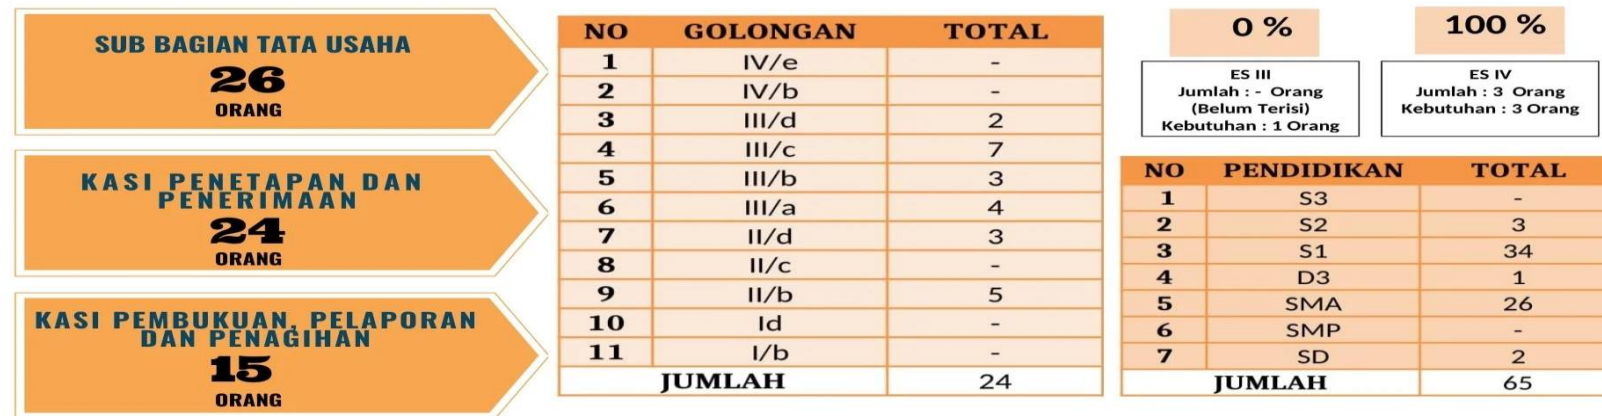 SUB BAGIAN TATA USAHA
26
ORANG
KASI PENETAPAN DAN
PENERIMAAN
24
ORANG
KASI PEMBUKUAN, PELAPORAN
DAN PENAGIHAN
15
ORANG
NO GOLONGAN TOTAL
1 IV/e -
2 IV/b -
3 III/d 2
4 III/c 7
5 III/b 3
6 III/a 4
7 II/d 3
8 II/c -
9 II/b 5
10 Id -
11 I/b -
JUMLAH 24
0 %
ES III
Jumlah : - Orang
(Belum Terisi)
Kebutuhan : 1 Orang
100 %
ES IV
Jumlah : 3 Orang
Kebutuhan : 3 Orang
NO PENDIDIKAN TOTAL
1 S3 -
2 S2 3
3 S1 34
4 D3 1
5 SMA 26
6 SMP -
7 SD 2
JUMLAH 65